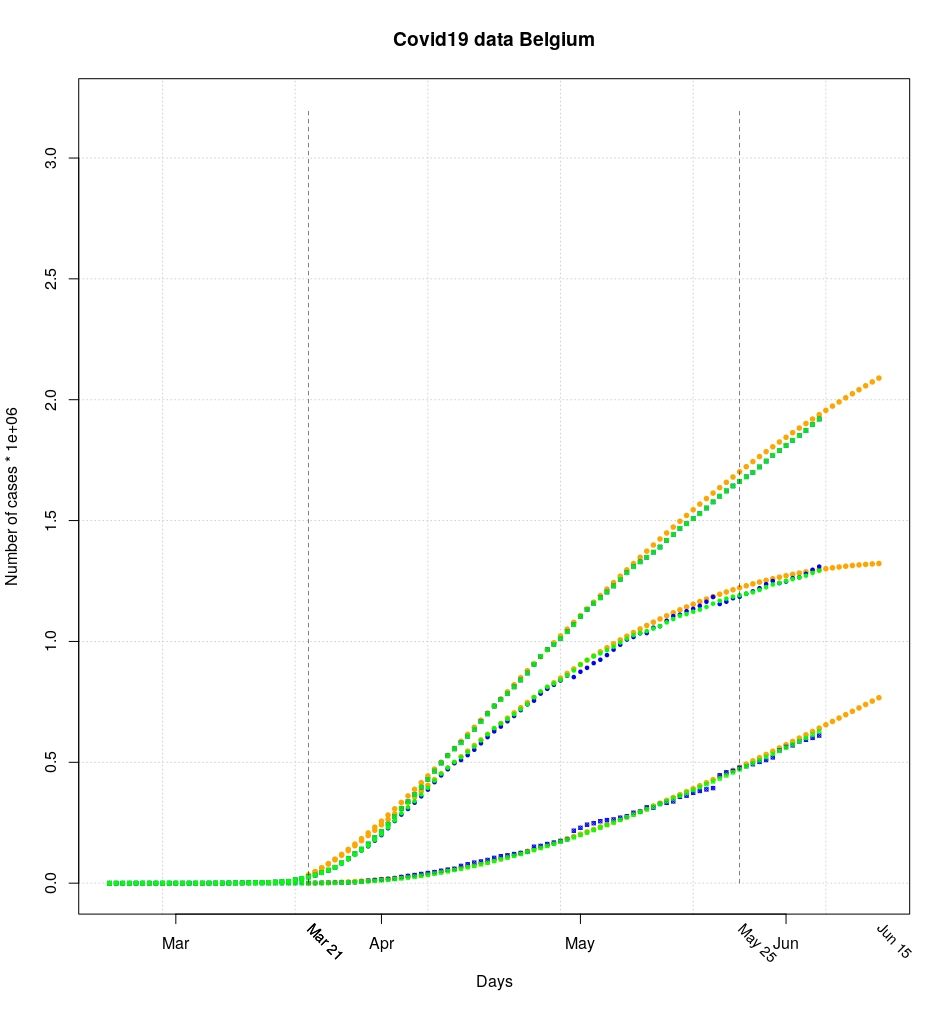 Covid19 data Belgium
Number of cases * 1e+06
3.0
2.5
2.0
1.5
1.0
0.5
0.0
Mar
Mar 21
Apr
May
May 25
Jun
Jun 15
Days